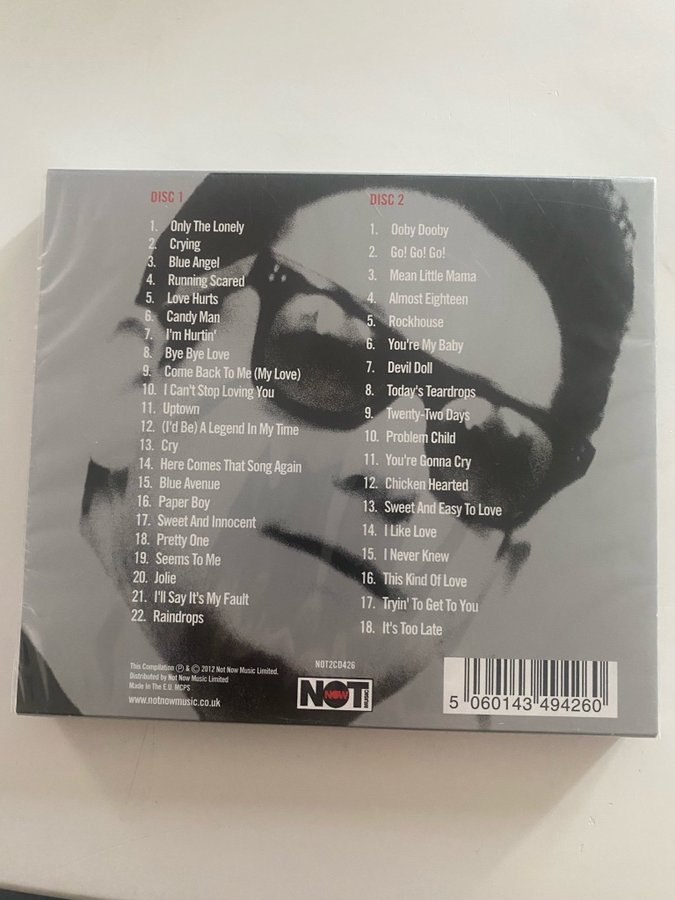 DISC 1
1. Only The Lonely
2. Crying
3. Blue Angel
4. Running Scared
5. Love Hurts
6. Candy Man
7. I'm Hurtin'
8. Bye Bye Love
9. Come Back To Me (My Love)
10. I Can't Stop Loving You
11. Uptown
12. (I'd Be) A Legend In My Time
13. Cry
14. Here Comes That Song Again
15. Blue Avenue
16. Paper Boy
17. Sweet And Innocent
18. Pretty One
19. Seems To Me
20. Jolie
21. I'll Say It's My Fault
22. Raindrops
DISC 2
1. Ooby Dooby
2. Go! Go! Go!
3. Mean Little Mama
4. Almost Eighteen
5. Rockhouse
6. You're My Baby
7. Devil Doll
8. Today's Teardrops
9. Twenty-Two Days
10. Problem Child
11. You're Gonna Cry
12. Chicken Hearted
13. Sweet And Easy To Love
14. I Like Love
15. I Never Knew
16. This Kind Of Love
17. Tryin' To Get To You
18. It's Too Late
This Compilation ℗ & © 2012 Not Now Music Limited.
Distributed by Not Now Music Limited
Made In The E.U. MCPS
www.notnowmusic.co.uk
NOT2CD426
NOT NOW MUSIC
5 060143 494260